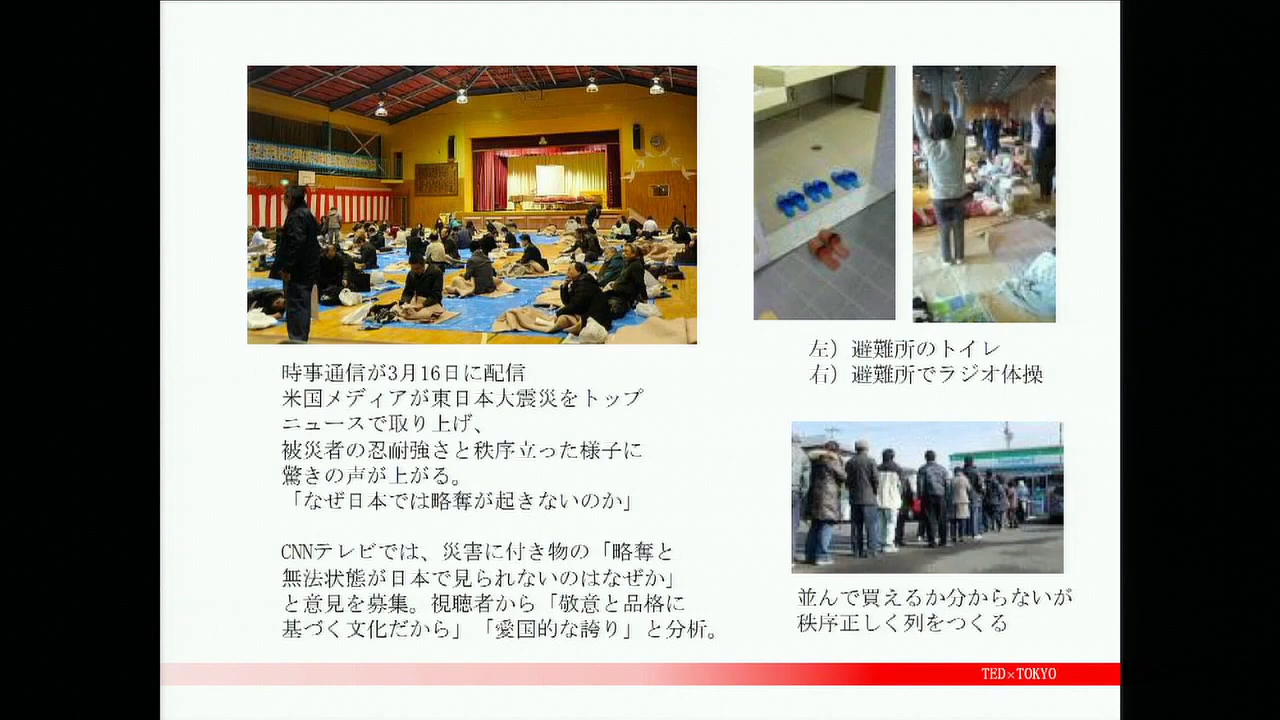 時事通信が3月16日に配信
米国メディアが東日本大震災をトップ
ニュースで取り上げ、
被災者の忍耐強さと秩序立った様子に
驚きの声が上がる。
「なぜ日本では略奪が起きないのか」
CNNテレビでは、災害に付き物の「略奪と
無法状態が日本で見られないのはなぜか」
と意見を募集。視聴者から「敬意と品格に
基づく文化だから」「愛国的な誇り」と分析。
左）避難所のトイレ
右）避難所でラジオ体操
並んで買えるか分からないが
秩序正しく列をつくる
TED×TOKYO